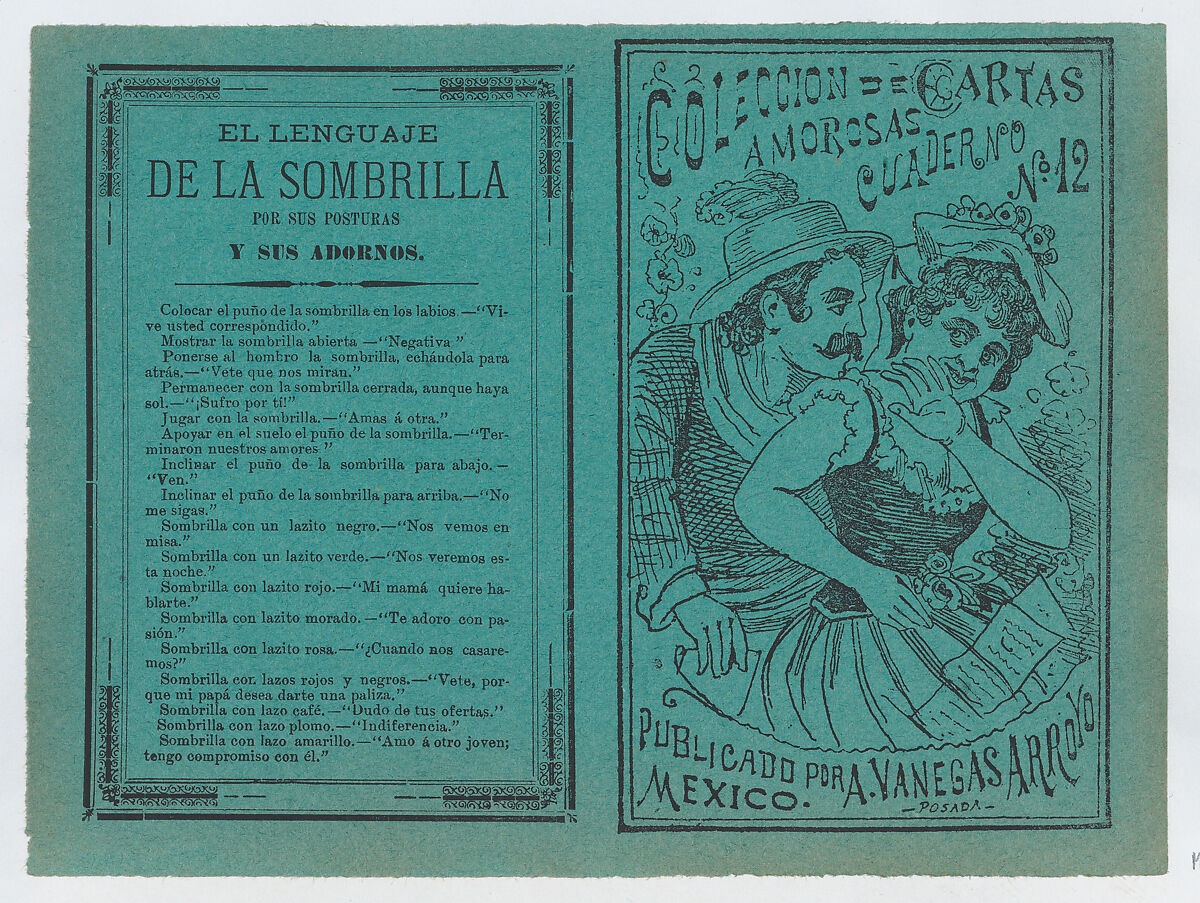 EL LENGUAJE
DE LA SOMBRILLA
POR SUS POSTURAS
Y SUS ADORNOS.
Colocar el puño de la sombrilla en los labios.—“Vi-
ve usted correspondido.”
Mostrar la sombrilla abierta —“Negativa ”
Ponerse al hombro la sombrilla, echándola para
atrás.—“Vete que nos miran.”
Permanecer con la sombrilla cerrada, aunque haya
sol.—“¡Sufro por tí!”
Jugar con la sombrilla.—“Amas á otra.”
Apoyar en el suelo el puño de la sombrilla.—“Ter-
minaron nuestros amores ”
Inclinar el puño de la sombrilla para abajo.—
“Ven.”
Inclinar el puño de la sombrilla para arriba.—“No
me sigas.”
Sombrilla con un lazito negro.—“Nos vemos en
misa.”
Sombrilla con un lazito verde.—“Nos veremos es-
ta noche.”
Sombrilla con lazito rojo.—“Mi mamá quiere ha-
blarte.”
Sombrilla con lazito morado.—“Te adoro con pa-
sión.”
Sombrilla con lazito rosa.—“¿Cuando nos casare-
mos?”
Sombrilla con lazos rojos y negros.—“Vete, por-
que mi papá desea darte una paliza.”
Sombrilla con lazo café.—“Dudo de tus ofertas.”
Sombrilla con lazo plomo.—“Indiferencia.”
Sombrilla con lazo amarillo.—“Amo á otro joven;
tengo compromiso con él.”
COLECCION DE CARTAS
AMOROSAS
CUADERNO
No. 12
PUBLICADO POR A. VANEGAS ARROYO
MEXICO.
—POSADA—